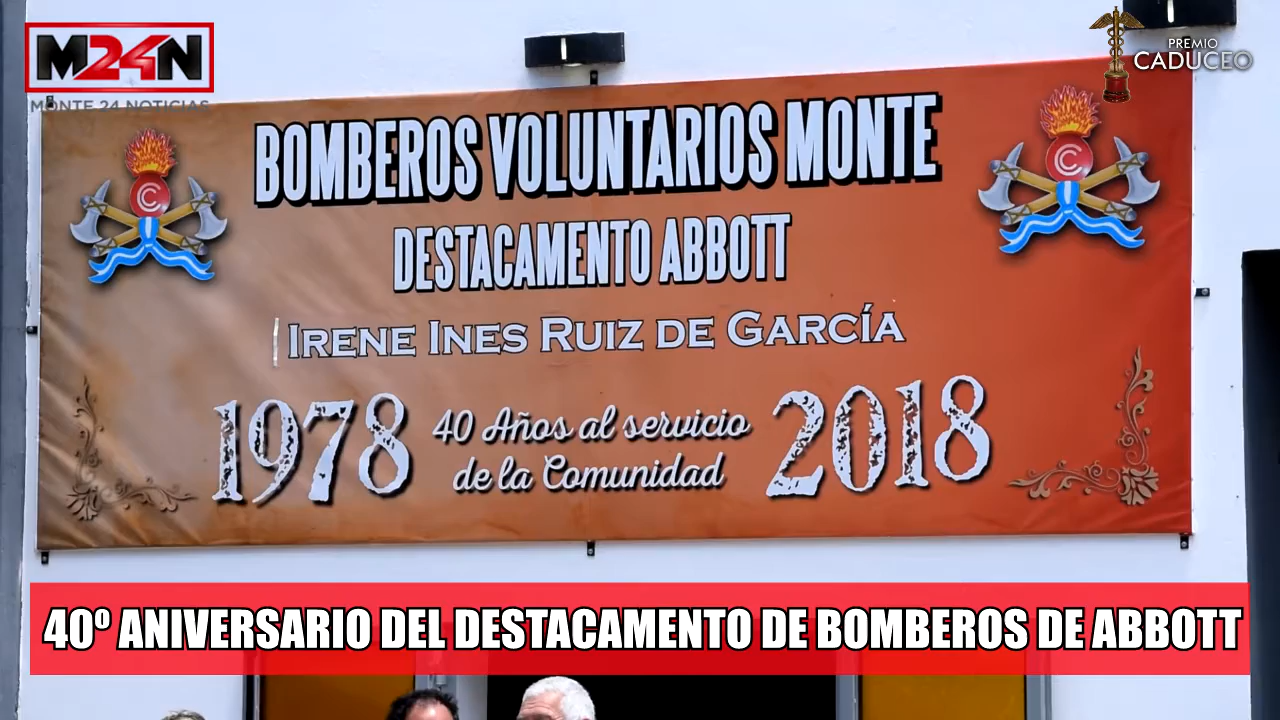 M24N
MONTE 24 NOTICIAS
PREMIO
CADUCEO
BOMBEROS VOLUNTARIOS MONTE
DESTACAMENTO ABBOTT
IRENE INES RUIZ DE GARCÍA
1978 40 Años al servicio 2018
de la Comunidad
C
C
40º ANIVERSARIO DEL DESTACAMENTO DE BOMBEROS DE ABBOTT